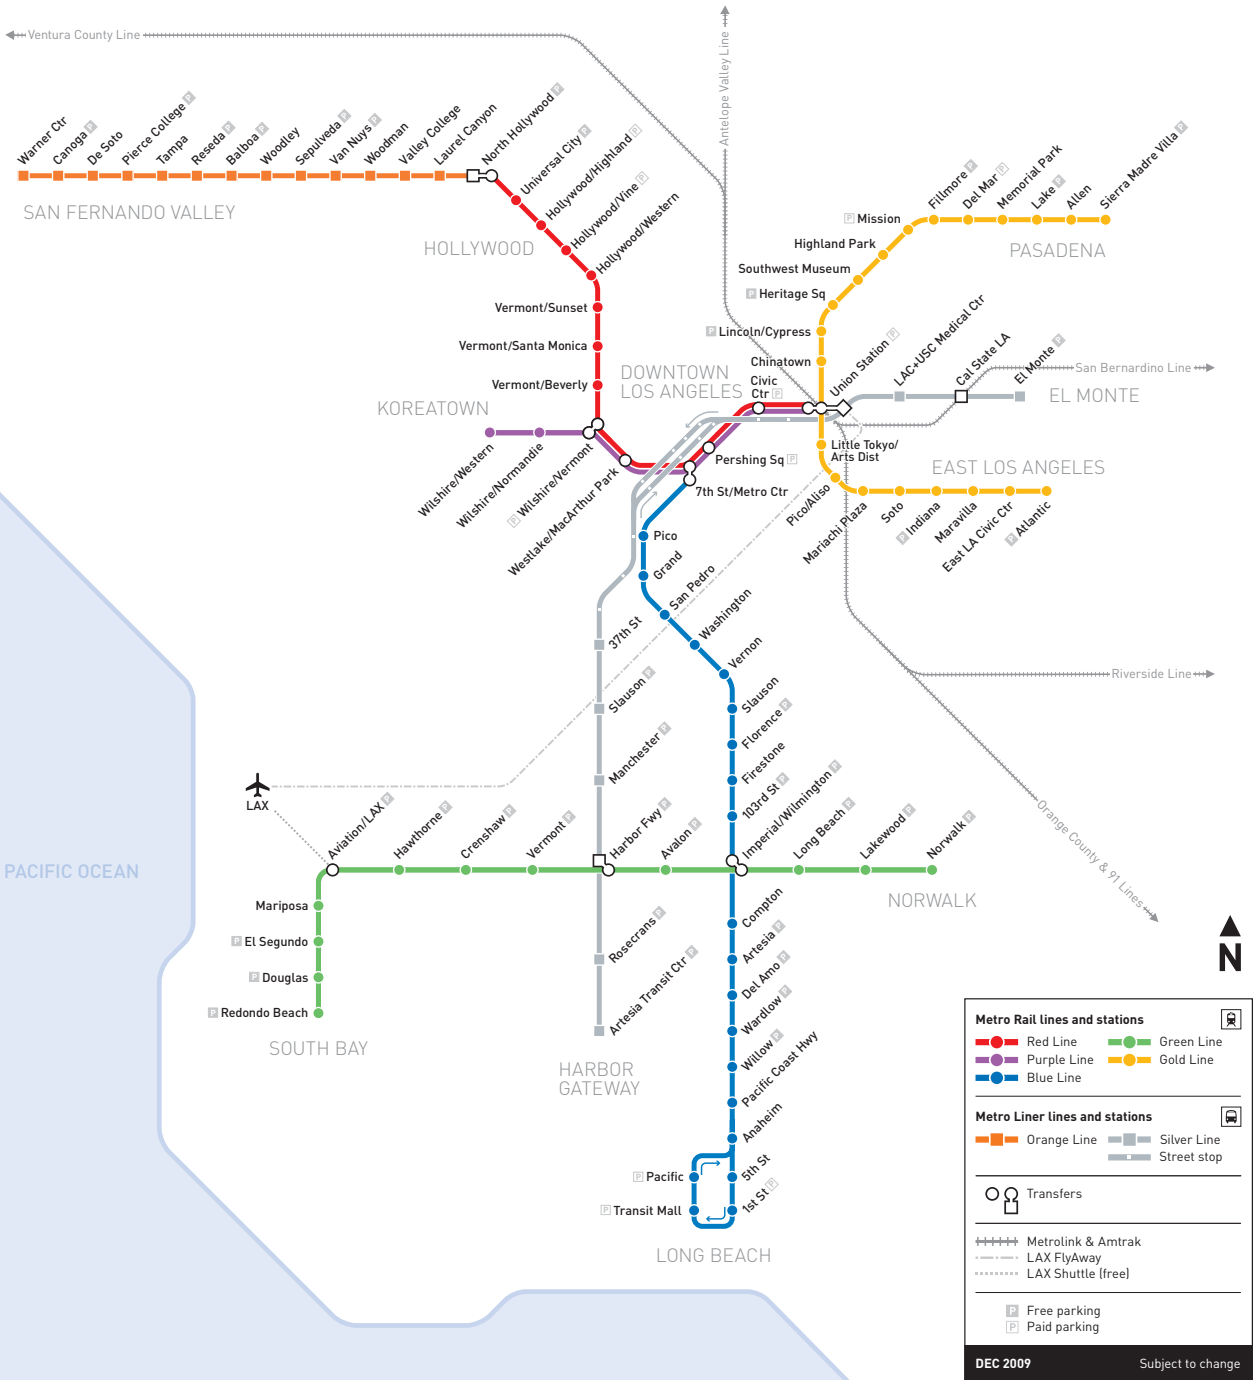 Ventura County Line
Antelope Valley Line
Warner Ctr
Canoga P
De Soto
Pierce College P
Tampa
Reseda P
Balboa P
Woodley
Sepulveda P
Van Nuys P
Woodman
Valley College
Laurel Canyon
North Hollywood P
SAN FERNANDO VALLEY
Universal City P
Hollywood/Highland P
Hollywood/Vine P
Hollywood/Western
HOLLYWOOD
Vermont/Sunset
Vermont/Santa Monica
Vermont/Beverly
Fillmore P
Del Mar P
Memorial Park
Lake P
Allen
Sierra Madre Villa P
P Mission
PASADENA
Highland Park
Southwest Museum
P Heritage Sq
P Lincoln/Cypress
Chinatown
Union Station P
LAC+USC Medical Ctr
Cal State LA
El Monte P
San Bernardino Line
EL MONTE
DOWNTOWN
LOS ANGELES
Civic
Ctr P
KOREATOWN
Wilshire/Western
Wilshire/Normandie
P Wilshire/Vermont
Westlake/MacArthur Park
Pershing Sq P
7th St/Metro Ctr
Little Tokyo/
Arts Dist
EAST LOS ANGELES
Pico/Aliso
Mariachi Plaza
Soto
P Indiana
Maravilla
East LA Civic Ctr
P Atlantic
Pico
Grand
San Pedro
Washington
Vernon
37th St
Slauson P
Manchester P
Slauson
Florence P
Firestone
103rd St P
Riverside Line
Orange County & 91 Lines
LAX
Aviation/LAX P
Hawthorne P
Crenshaw P
Vermont P
Harbor Fwy P
Avalon P
Imperial/Wilmington P
Long Beach P
Lakewood P
Norwalk P
PACIFIC OCEAN
NORWALK
Mariposa
P El Segundo
P Douglas
P Redondo Beach
SOUTH BAY
Rosecrans P
Artesia Transit Ctr P
HARBOR
GATEWAY
Compton
Artesia P
Del Amo P
Wardlow P
Willow P
Pacific Coast Hwy
Anaheim
5th St
1st St P
P Pacific
P Transit Mall
LONG BEACH
N
Metro Rail lines and stations
Red Line
Green Line
Purple Line
Gold Line
Blue Line
Metro Liner lines and stations
Orange Line
Silver Line
Street stop
Transfers
Metrolink & Amtrak
LAX FlyAway
LAX Shuttle (free)
P Free parking
P Paid parking
DEC 2009
Subject to change